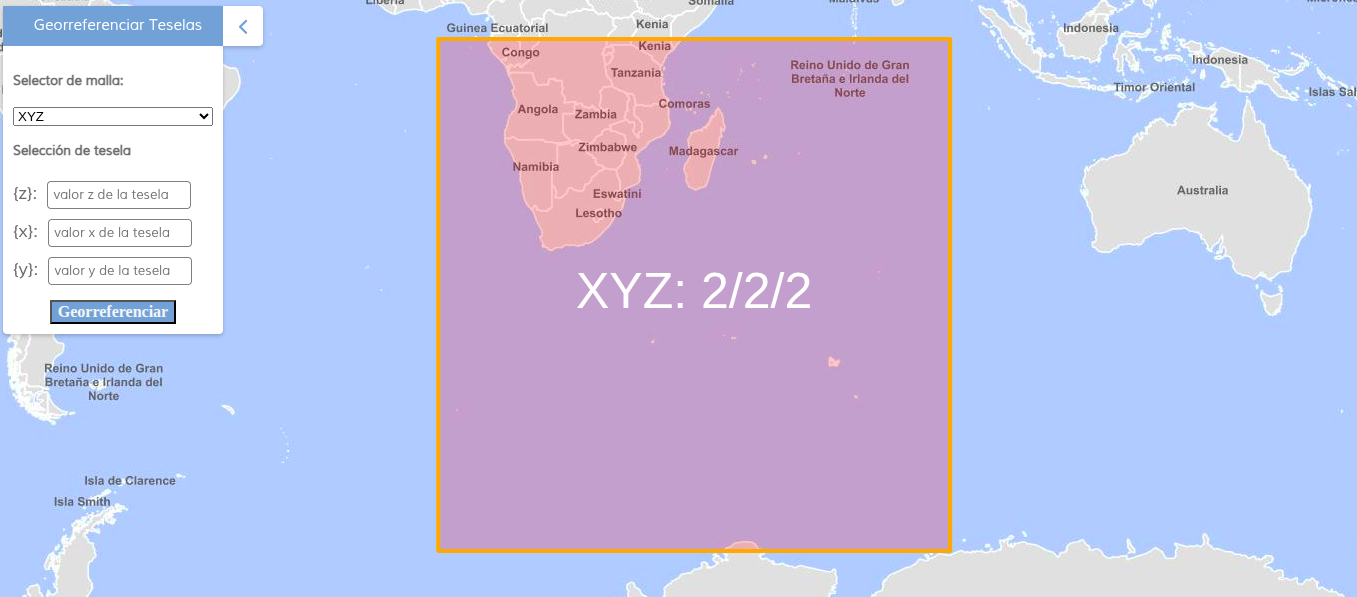 Georreferenciar Teselas
Selector de malla:
XYZ
Selección de tesela
{z}: valor z de la tesela
{x}: valor x de la tesela
{y}: valor y de la tesela
Georreferenciar
Guinea Ecuatorial
Kenia
Congo
Kenia
Tanzania
Reino Unido de Gran
Bretaña e Irlanda del
Norte
Angola
Zambia
Comoras
Zimbabwe
Madagascar
Namibia
Eswatini
Lesotho
XYZ: 2/2/2
Indonesia
Indonesia
Timor Oriental
Islas Sal
Australia
Reino Unido de Gran
Bretaña e Irlanda del
Norte
Isla de Clarence
Isla Smith